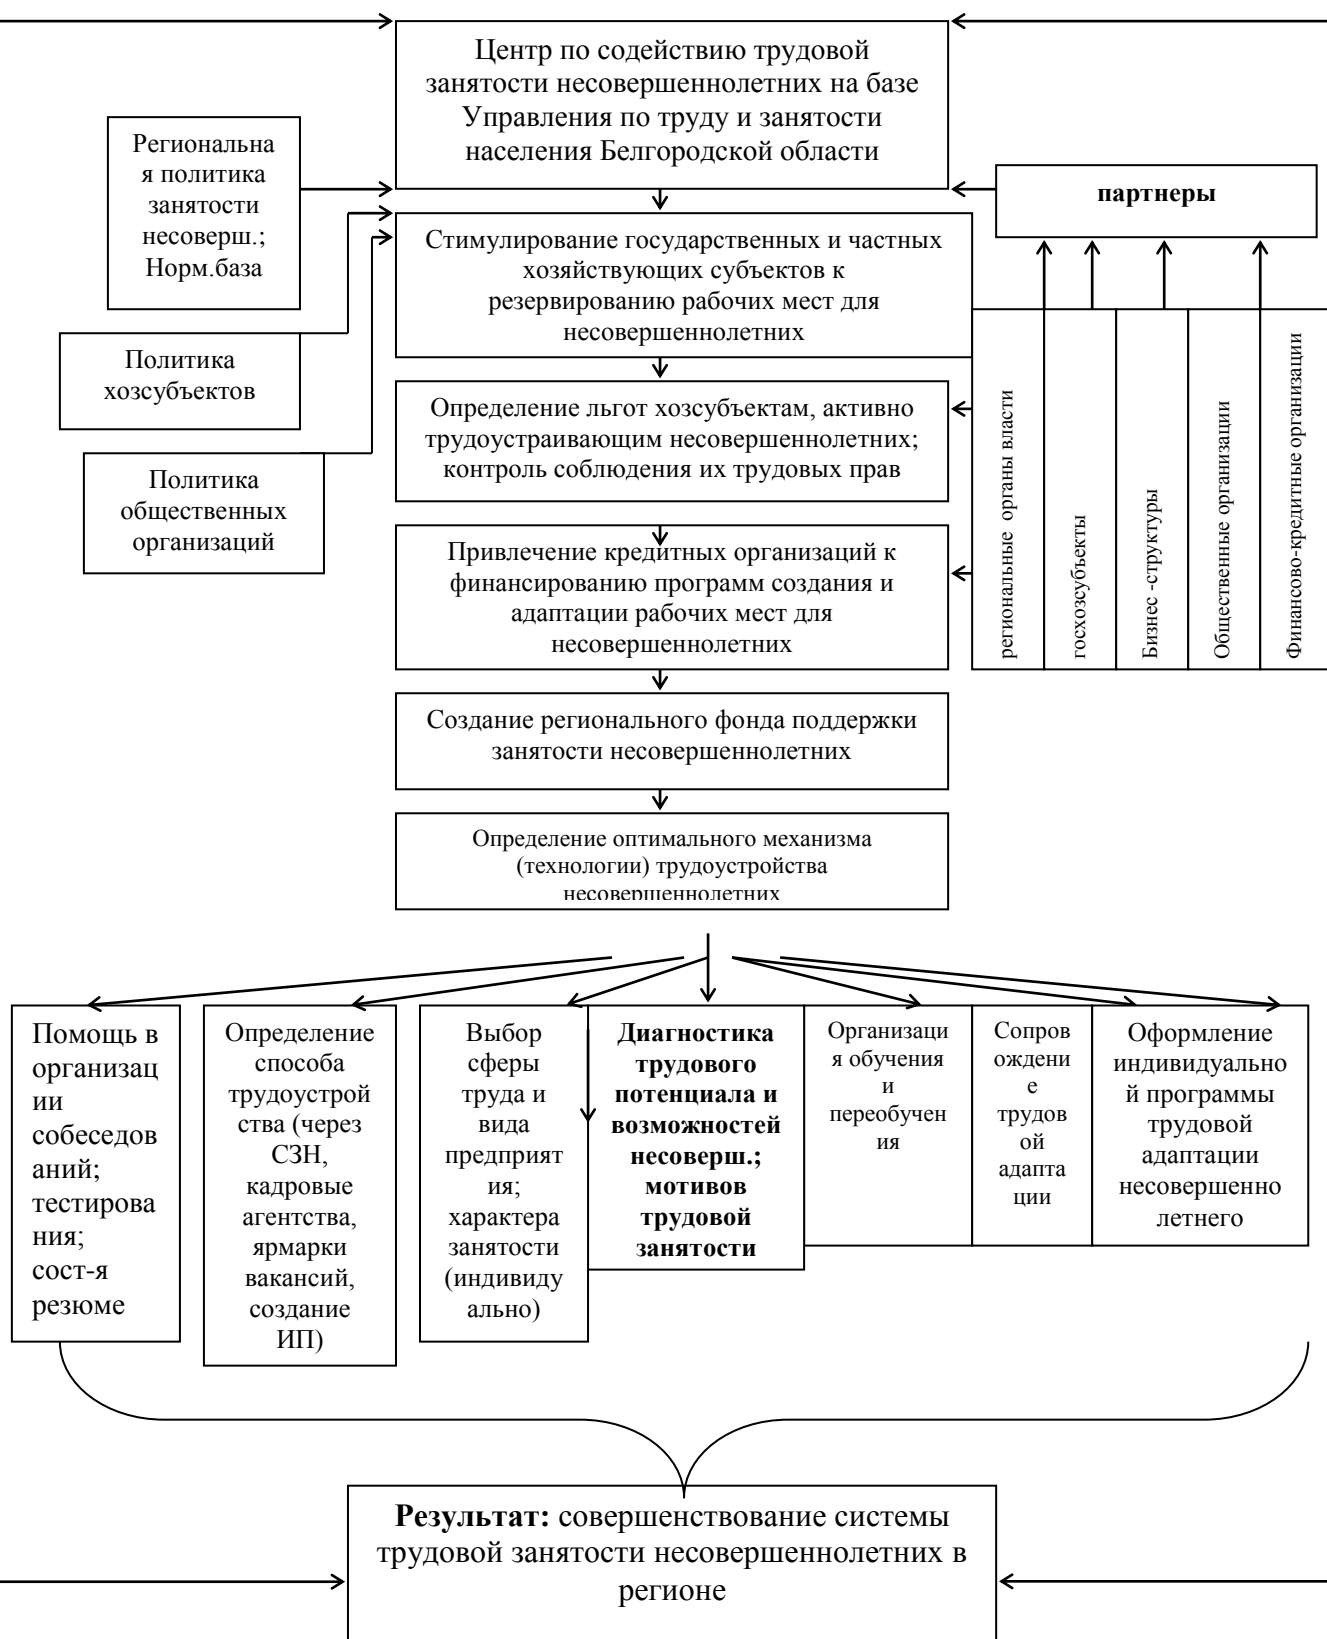 Центр по содействию трудовой
занятости несовершеннолетних на базе
Управления по труду и занятости
населения Белгородской области
Региональна
я политика
занятости
несоверш.;
Норм.база
партнеры
Стимулирование государственных и частных
хозяйствующих субъектов к
резервированию рабочих мест для
несовершеннолетних
Политика
хозсубъектов
Определение льгот хозсубъектам, активно
трудоустраивающим несовершеннолетних;
контроль соблюдения их трудовых прав
Политика
общественных
организаций
региональные органы власти
госхозсубъекты
Бизнес -структуры
Общественные организации
Финансово-кредитные организации
Привлечение кредитных организаций к
финансированию программ создания и
адаптации рабочих мест для
несовершеннолетних
Создание регионального фонда поддержки
занятости несовершеннолетних
Определение оптимального механизма
(технологии) трудоустройства
несовершеннолетних
Помощь в
организац
ии
собеседов
аний;
тестирова
ния;
сост-я
резюме
Определение
способа
трудоустрой
ства (через
СЗН,
кадровые
агентства,
ярмарки
вакансий,
создание
ИП)
Выбор
сферы
труда и
вида
предприят
ия;
характера
занятости
(индивиду
ально)
Диагностика
трудового
потенциала и
возможностей
несоверш.;
мотивов
трудовой
занятости
Организаци
я обучения
и
переобучен
ия
Сопров
ождени
е
трудов
ой
адапта
ции
Оформление
индивидуально
й программы
трудовой
адаптации
несовершенно
летнего
Результат: совершенствование системы
трудовой занятости несовершеннолетних в
регионе